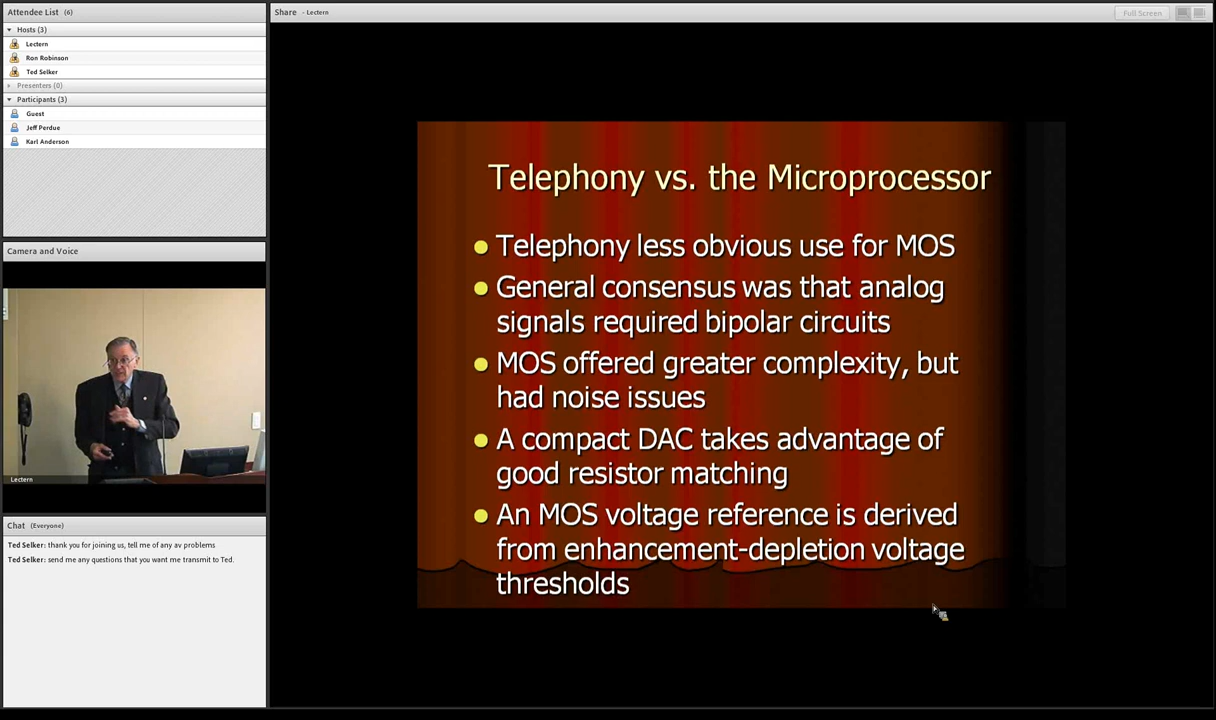 Attendee List (6)
Hosts (3)
Lectern
Ron Robinson
Ted Selker
Presenters (0)
Participants (3)
Guest
Jeff Perdue
Karl Anderson
Camera and Voice
Lectern
Chat (Everyone)
Ted Selker: thank you for joining us, tell me of any av problems
Ted Selker: send me any questions that you want me transmit to Ted.
Share - Lectern
Full Screen
Telephony vs. the Microprocessor
Telephony less obvious use for MOS
General consensus was that analog
signals required bipolar circuits
MOS offered greater complexity, but
had noise issues
A compact DAC takes advantage of
good resistor matching
An MOS voltage reference is derived
from enhancement-depletion voltage
thresholds